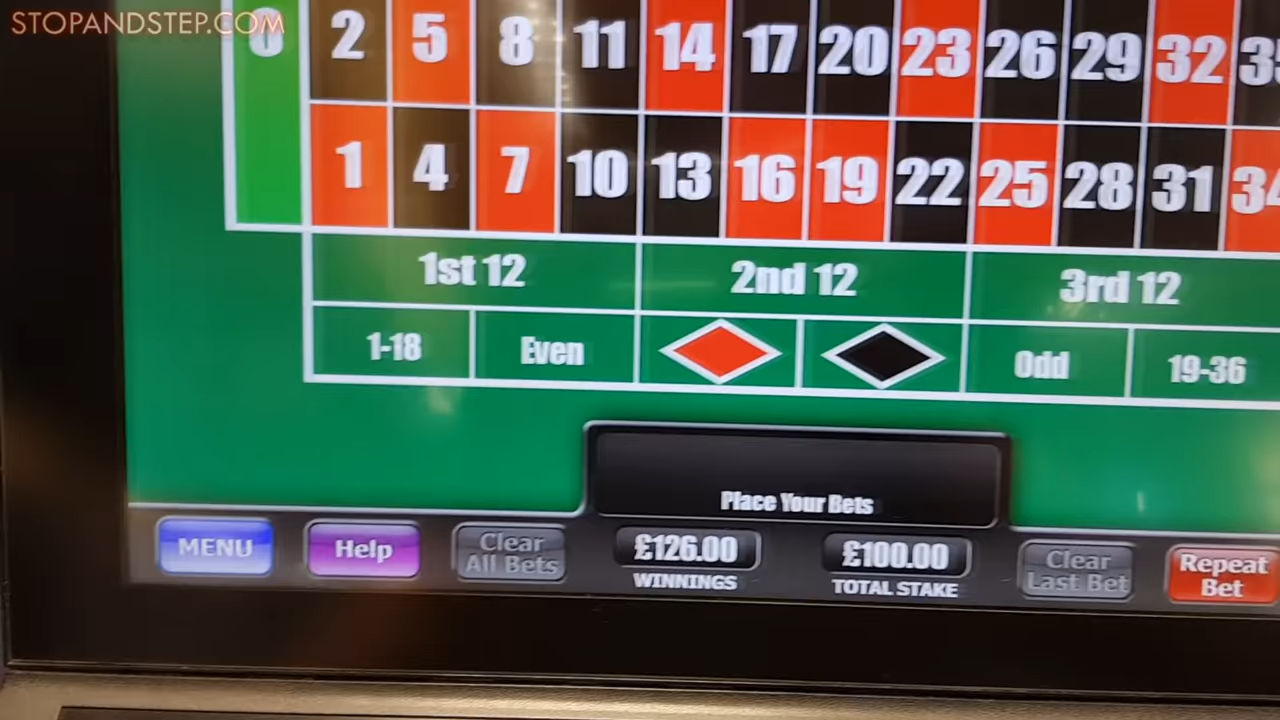 STOPANDSTEP.COM
0 2 5 8 11 14 17 20 23 26 29 32
1 4 7 10 13 16 19 22 25 28 31 34
1st 12 2nd 12 3rd 12
1-18 Even Odd 19-36
Place Your Bets
MENU Help Clear All Bets £126.00 WINNINGS £100.00 TOTAL STAKE Clear Last Bet Repeat Bet